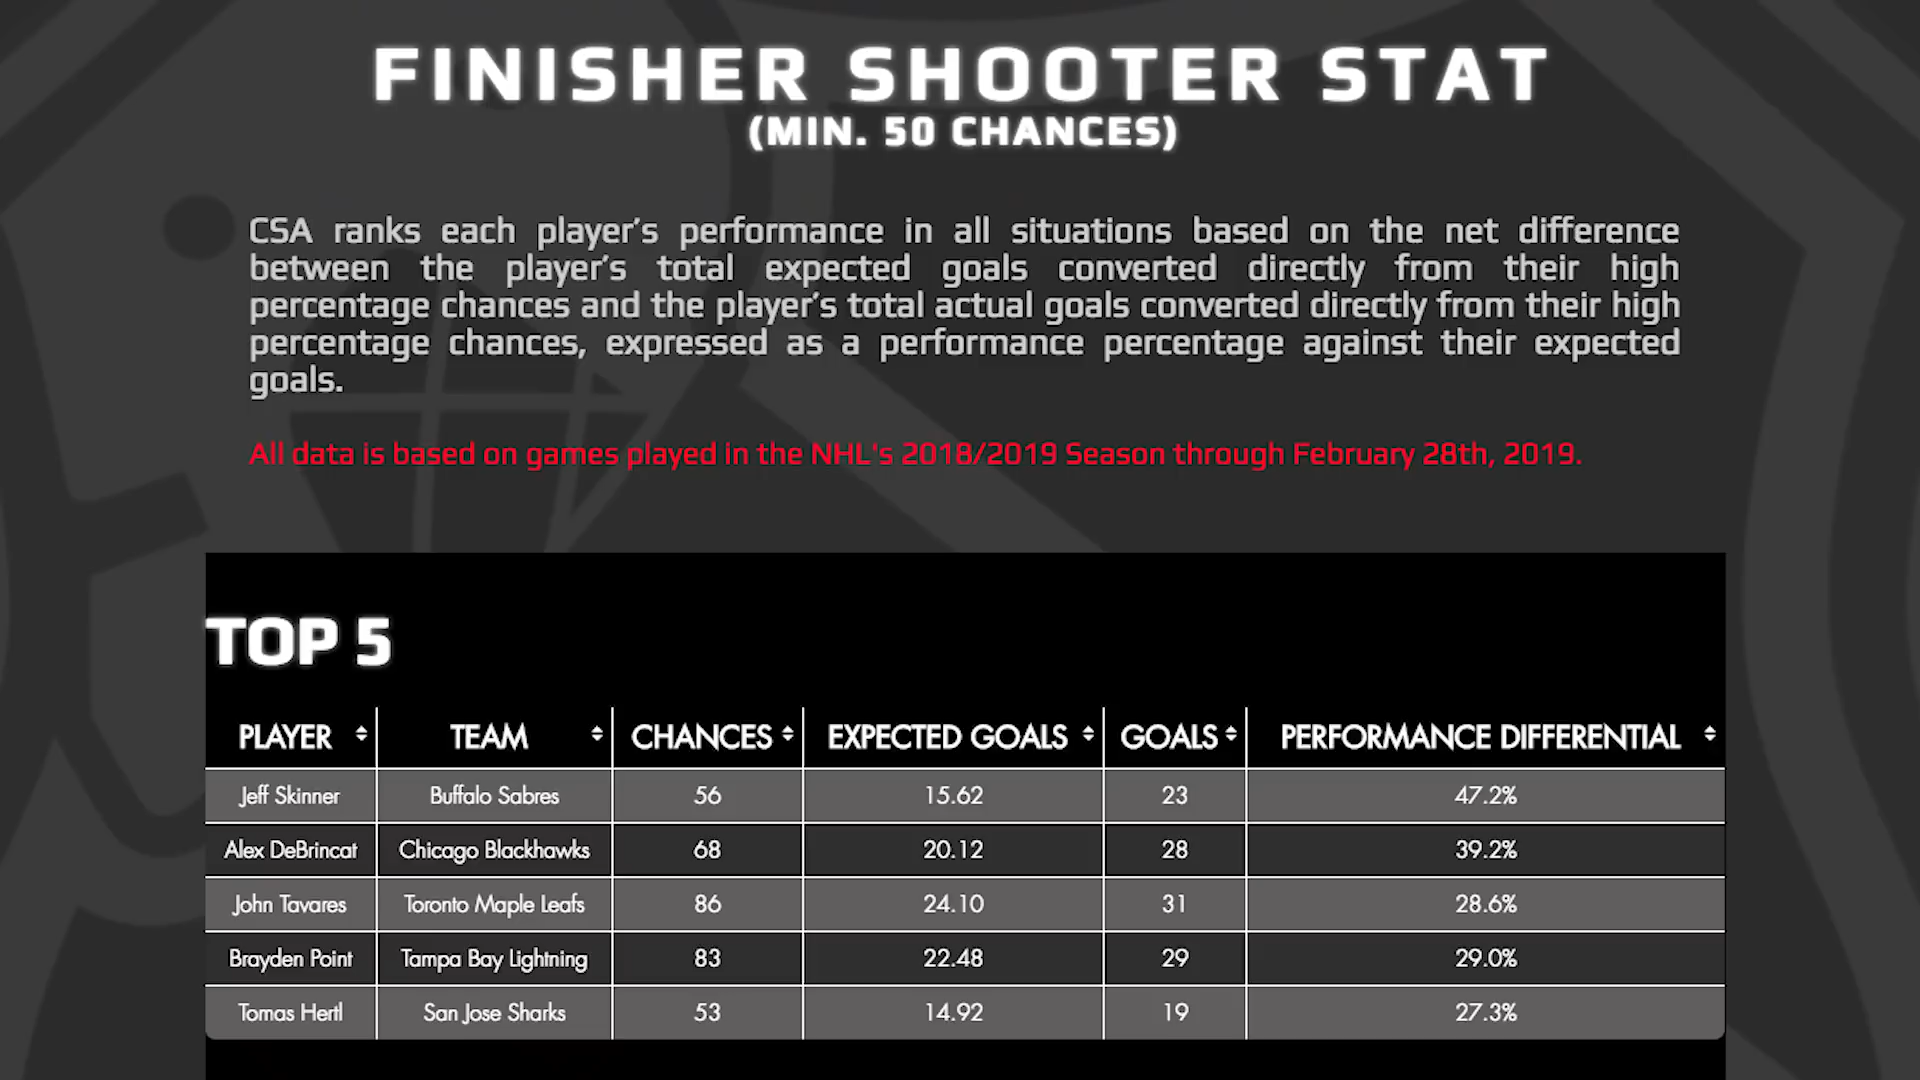 FINISHER SHOOTER STAT
(MIN. 50 CHANCES)
CSA ranks each player’s performance in all situations based on the net difference
between the player’s total expected goals converted directly from their high
percentage chances and the player’s total actual goals converted directly from their high
percentage chances, expressed as a performance percentage against their expected
goals.
All data is based on games played in the NHL's 2018/2019 Season through February 28th, 2019.
TOP 5
PLAYER TEAM CHANCES EXPECTED GOALS GOALS PERFORMANCE DIFFERENTIAL
Jeff Skinner Buffalo Sabres 56 15.62 23 47.2%
Alex DeBrincat Chicago Blackhawks 68 20.12 28 39.2%
John Tavares Toronto Maple Leafs 86 24.10 31 28.6%
Brayden Point Tampa Bay Lightning 83 22.48 29 29.0%
Tomas Hertl San Jose Sharks 53 14.92 19 27.3%